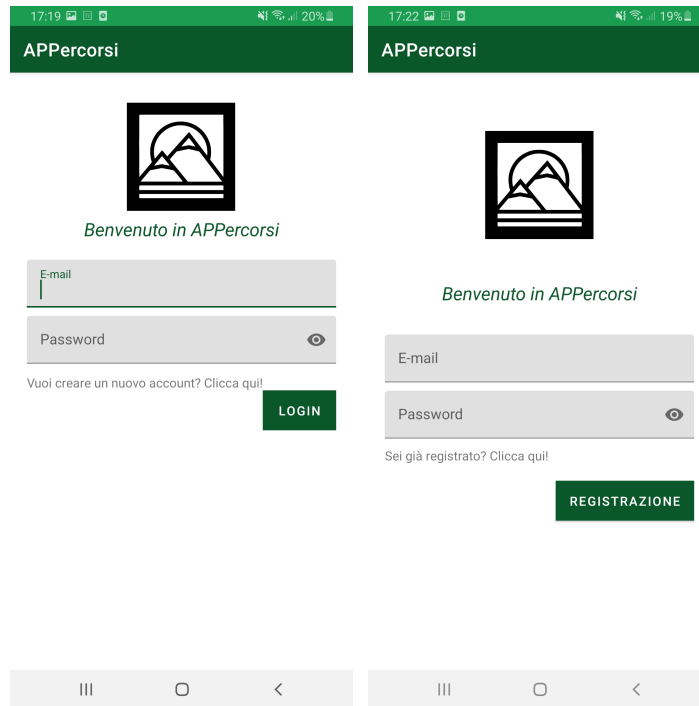 17:19 20%
APPercorsi
Benvenuto in APPercorsi
E-mail
Password
Vuoi creare un nuovo account? Clicca qui!
LOGIN
17:22 19%
APPercorsi
Benvenuto in APPercorsi
E-mail
Password
Sei già registrato? Clicca qui!
REGISTRAZIONE